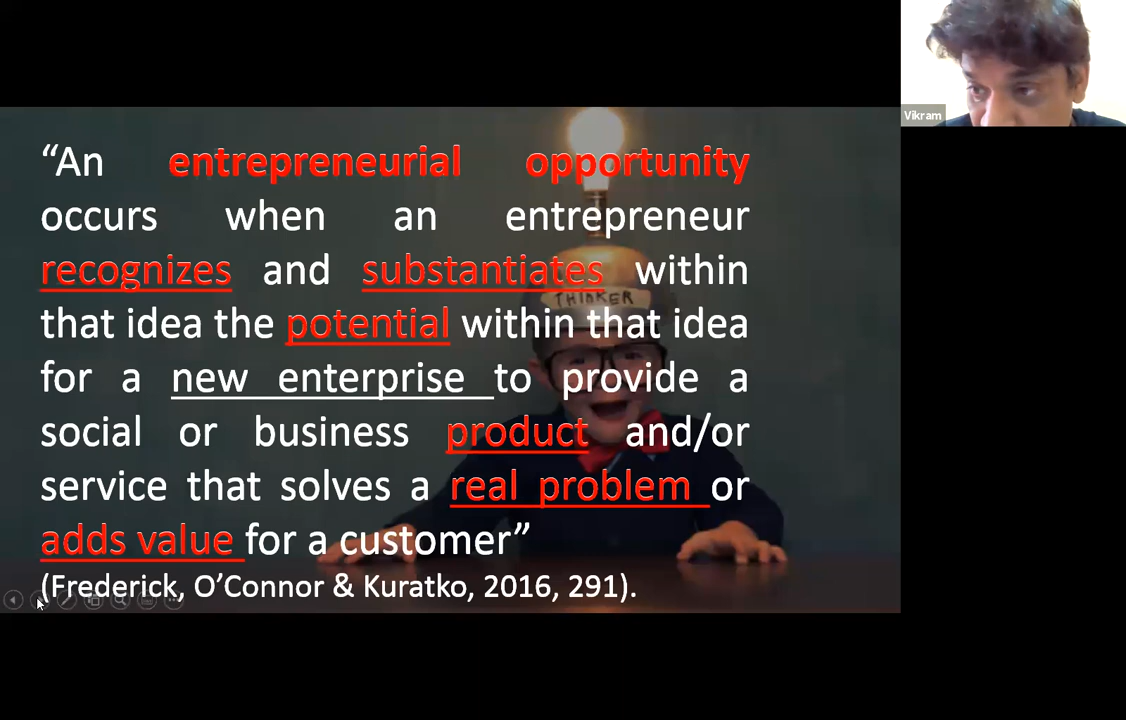 Vikram
“An entrepreneurial opportunity
occurs when an entrepreneur
recognizes and substantiates within
THINKER
that idea the potential within that idea
for a new enterprise to provide a
social or business product and/or
service that solves a real problem or
adds value for a customer”
(Frederick, O’Connor & Kuratko, 2016, 291).